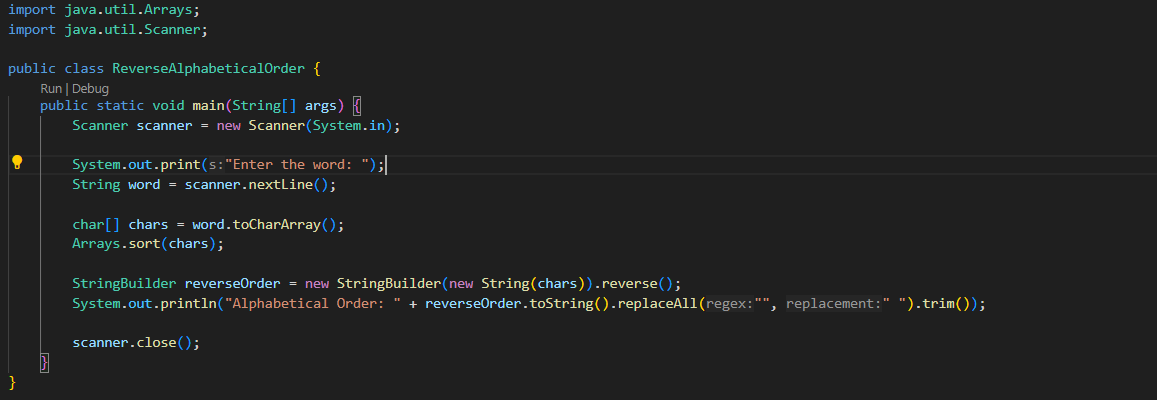 import java.util.Arrays;
import java.util.Scanner;
public class ReverseAlphabeticalOrder {
Run | Debug
public static void main(String[] args) {
Scanner scanner = new Scanner(System.in);
System.out.print(s:"Enter the word: ");
String word = scanner.nextLine();
char[] chars = word.toCharArray();
Arrays.sort(chars);
StringBuilder reverseOrder = new StringBuilder(new String(chars)).reverse();
System.out.println("Alphabetical Order: " + reverseOrder.toString().replaceAll(regex:"", replacement:" ").trim());
scanner.close();
}
}